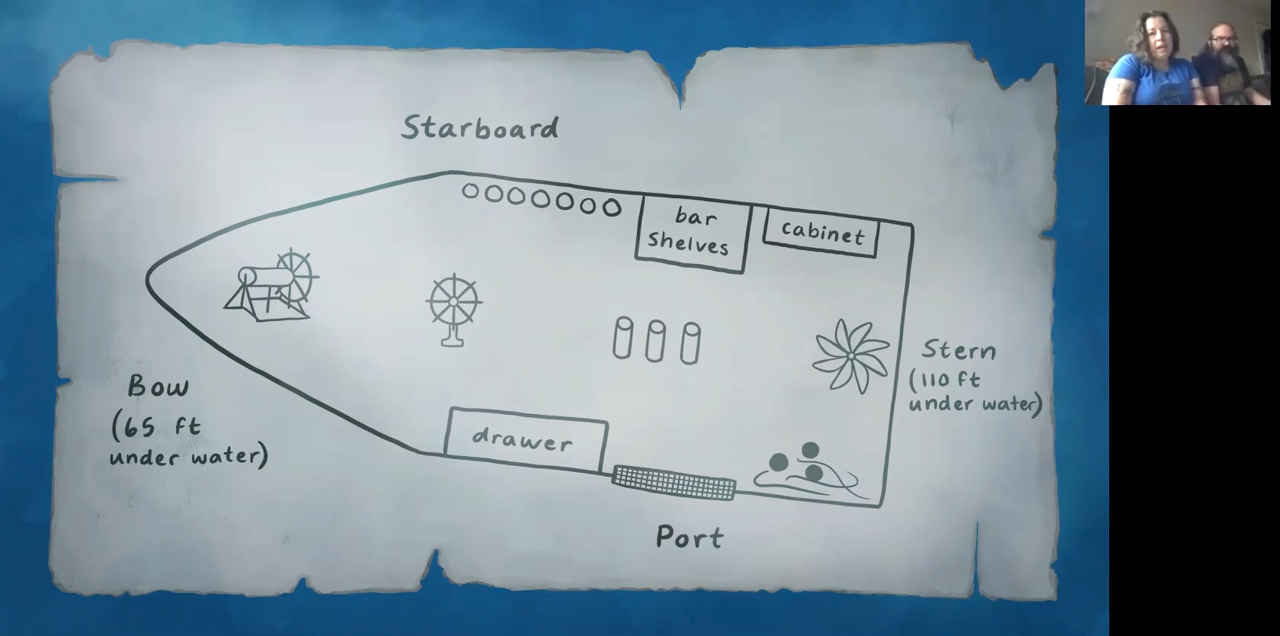 Starboard
bar
shelves
cabinet
Stern
(110 ft
under water)
Bow
(65 ft
under water)
drawer
Port